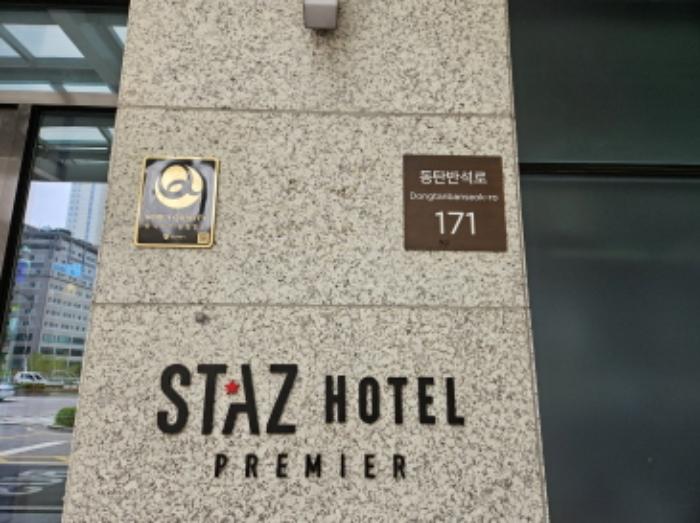 동탄반석로
Dongtanbanseok-ro
171
STAZ HOTEL
PREMIER